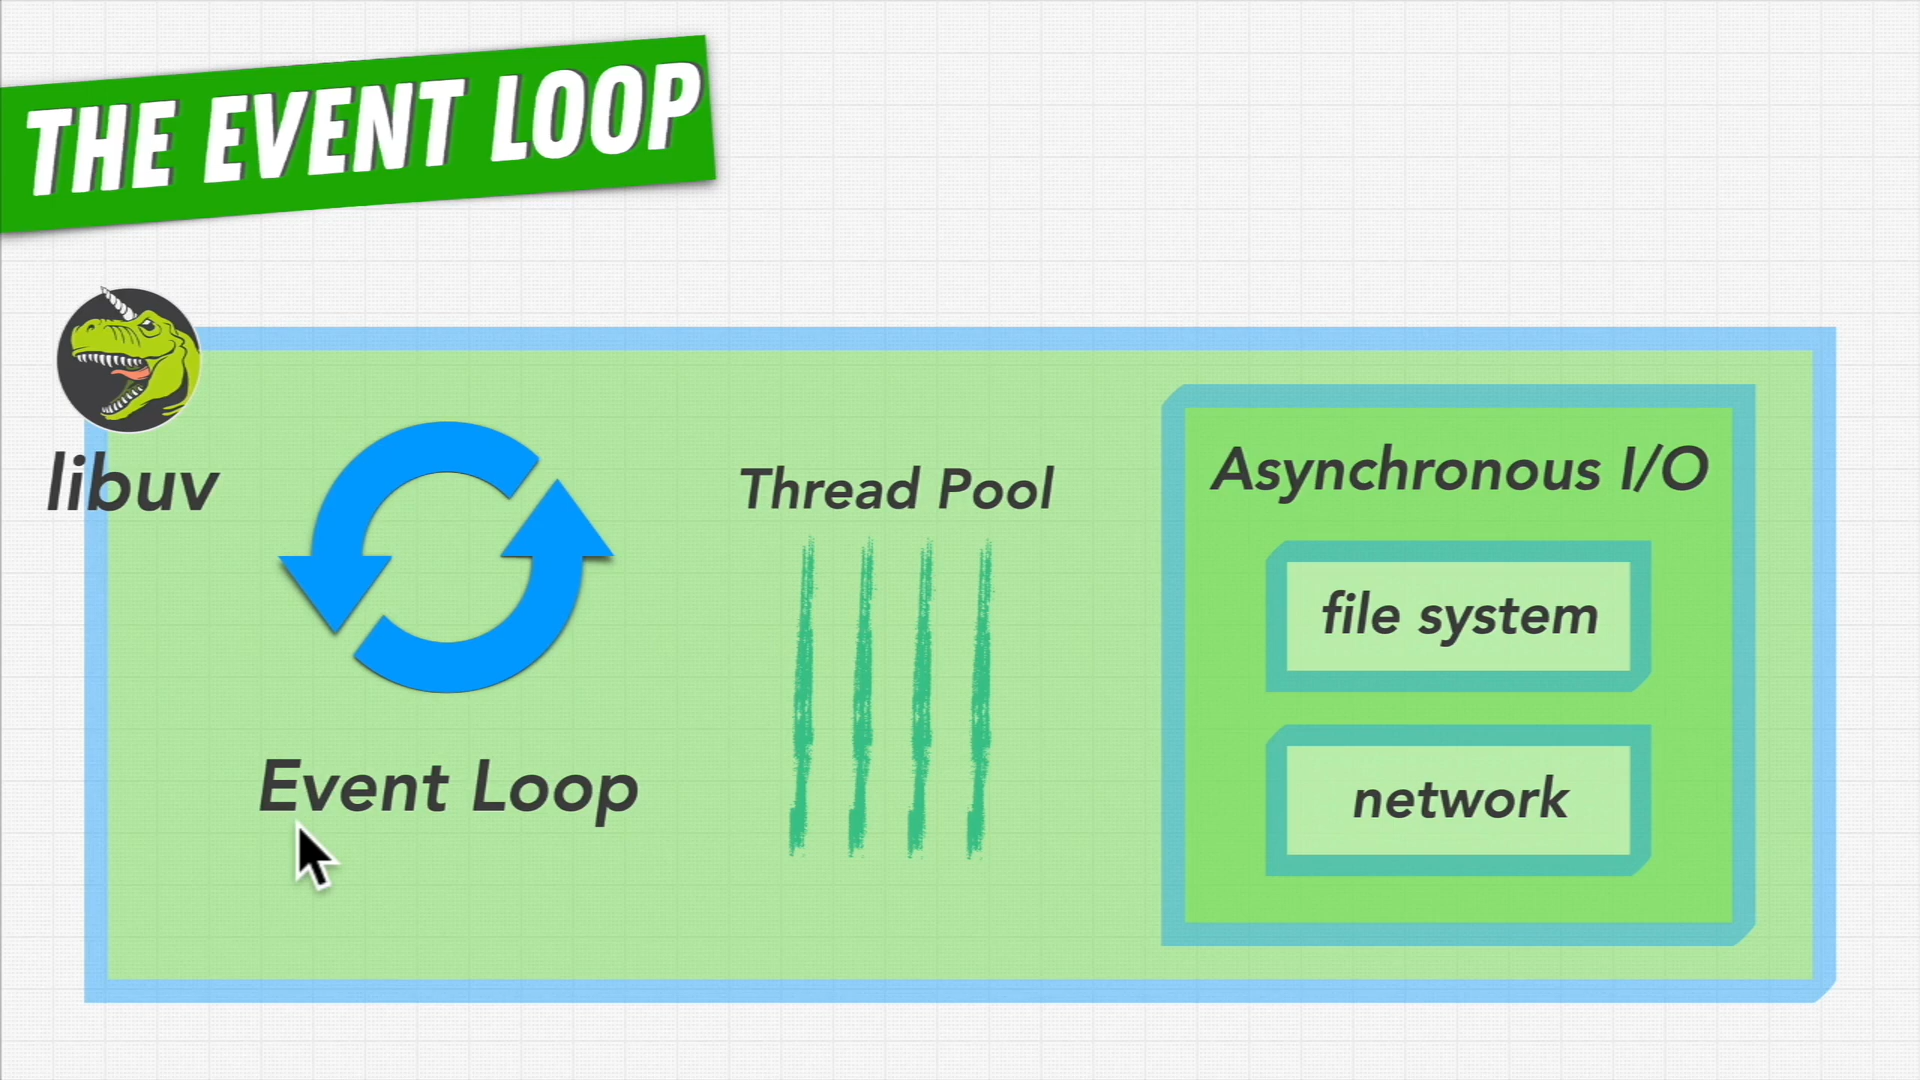 THE EVENT LOOP
libuv
Event Loop
Thread Pool
Asynchronous I/O
file system
network